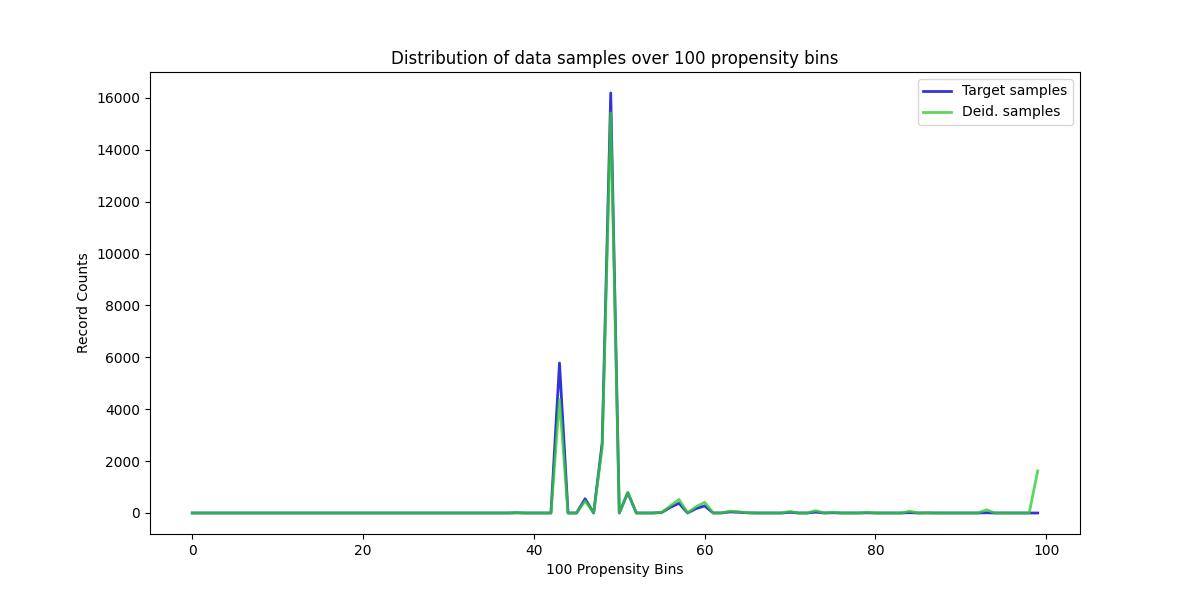 Distribution of data samples over 100 propensity bins
Target samples
Deid. samples
Record Counts
16000
14000
12000
10000
8000
6000
4000
2000
0
0 20 40 60 80 100
100 Propensity Bins